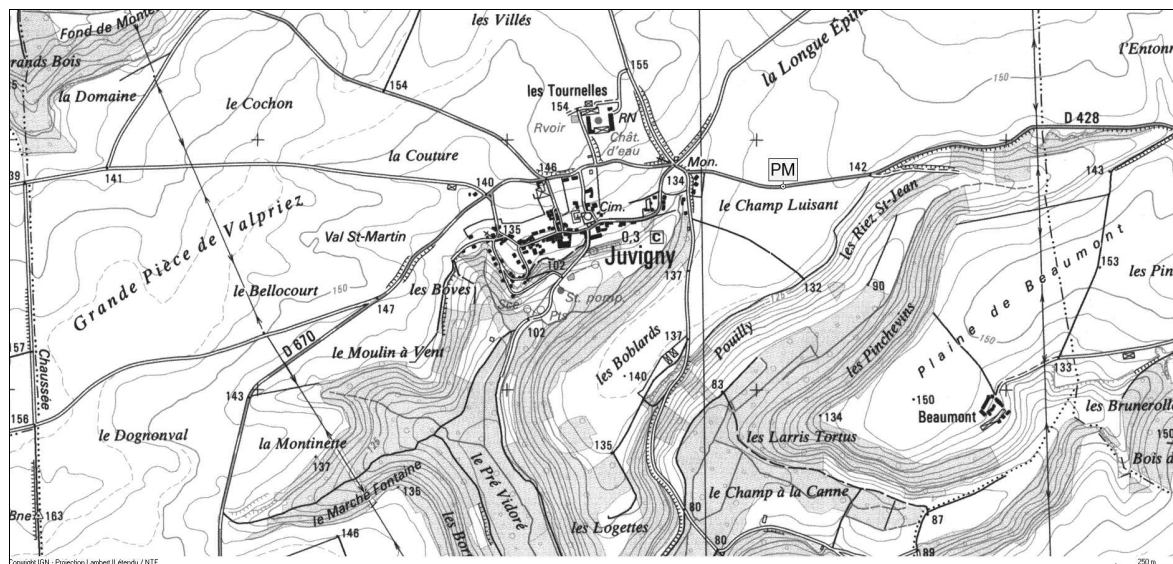 Fond de
les Villés
la Longue
l'Enton
rands Bois
la Domaine
155
154
le Cochon
les Tournelles
154
RN
150
D 428
Rvoir
Chât.
d'eau
la Couture
Mon.
PM
142
143
39
141
146
140
134
Cim.
le Champ Luisant
les Riez St-Jean
Grande Pièce de Valpriez
Val St-Martin
135
0,3
C
Juvigny
Plaine de Beaumont
102
137
153
les Pin
le Bellocourt
150
les Boves
Sce
St. pomp.
132
90
125
147
Pts
102
D 670
le Moulin à Vent
les Boblards
137
Pouilly
les Pinchevins
150
157
Chaussée
140
133
143
83
150
134
Beaumont
les Brunerolle
156
le Dognonval
la Montinette
125
137
135
les Larris Tortus
150
Bois d
le Marché Fontaine
135
le Pré Vidoré
le Champ à la Canne
Bne
163
146
les Bor
les Logettes
80
80
87
89
Copyright IGN - Projection Lambert II étendu / NTF
250 m